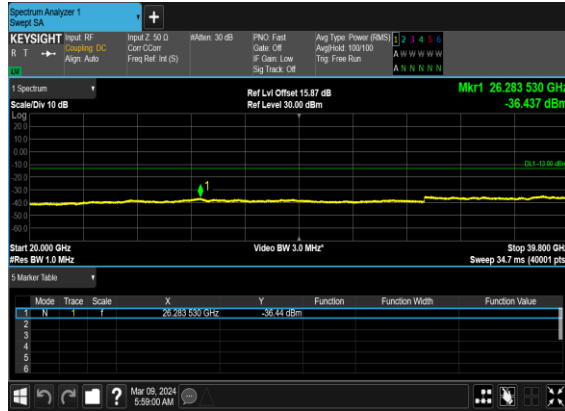 Spectrum Analyzer 1
Swept SA
KEYSIGHT
R T
LXI
Input: RF
Coupling: DC
Align: Auto
Input Z: 50 Ω
Corr CCorr
Freq Ref: Int (S)
#Atten: 30 dB
PNO: Fast
Gate: Off
IF Gain: Low
Sig Track: Off
Avg Type: Power (RMS)
Avg|Hold: 100/100
Trig: Free Run
1 2 3 4 5 6
A W W W W W
A N N N N N
1 Spectrum
Scale/Div 10 dB
Ref Lvl Offset 15.87 dB
Ref Level 30.00 dBm
Mkr1 26.283 530 GHz
-36.437 dBm
Log
20.0
10.0
0.00
-10.0
-20.0
-30.0
-40.0
-50.0
-60.0
1
DL1 -13.00 dBm
Start 20.000 GHz
#Res BW 1.0 MHz
Video BW 3.0 MHz*
Stop 39.800 GHz
Sweep 34.7 ms (40001 pts)
5 Marker Table
Mode Trace Scale X Y Function Function Width Function Value
1 N 1 f 26.283 530 GHz -36.44 dBm
2
3
4
5
6
?
Mar 09, 2024
5:59:00 AM